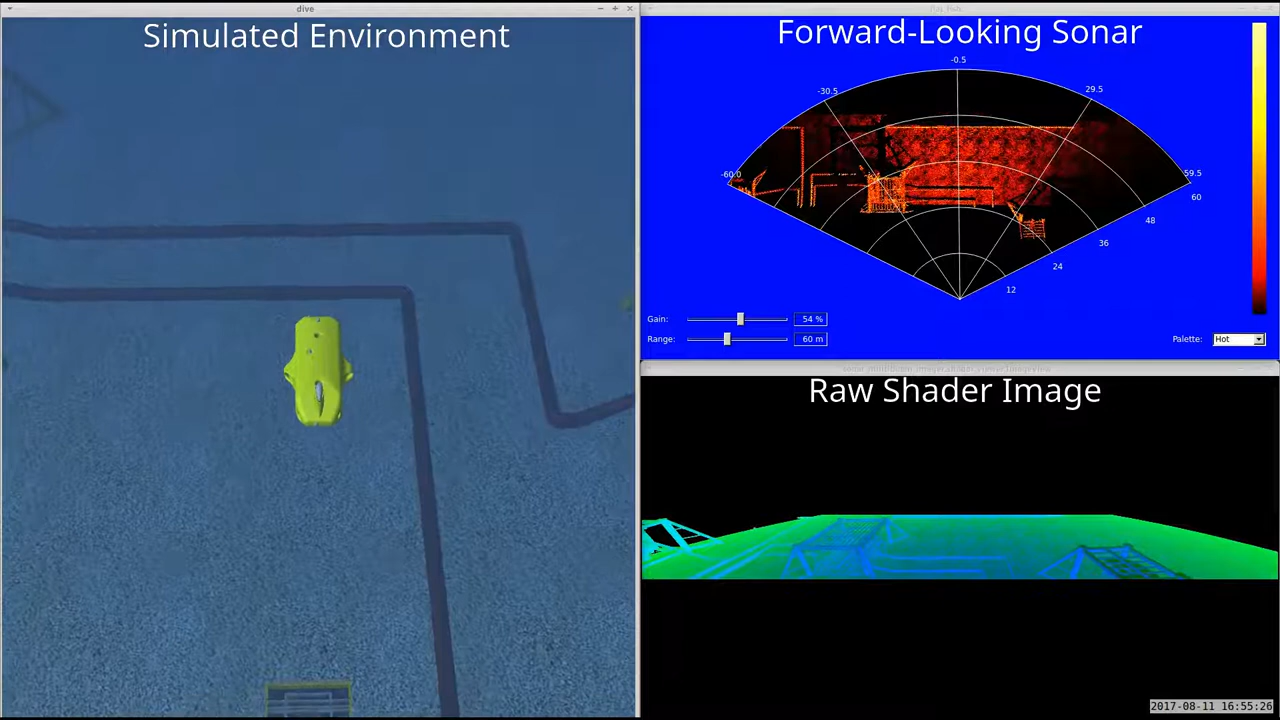 dive
Simulated Environment
Forward-Looking Sonar
-0.5
-30.5
29.5
-60.0
59.5
60
48
36
24
12
Gain:
54 %
Range:
60 m
Palette:
Hot
Raw Shader Image
2017-08-11 16:55:26